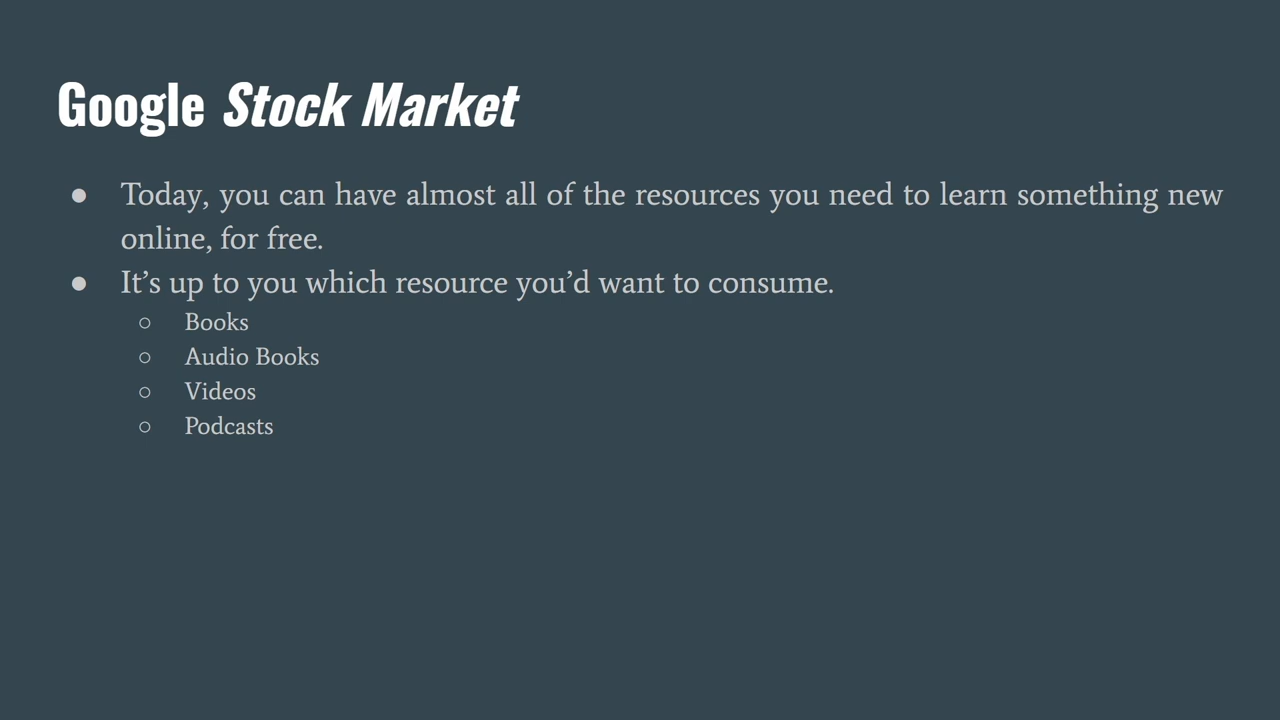 Google Stock Market
● Today, you can have almost all of the resources you need to learn something new
online, for free.
● It’s up to you which resource you’d want to consume.
○ Books
○ Audio Books
○ Videos
○ Podcasts